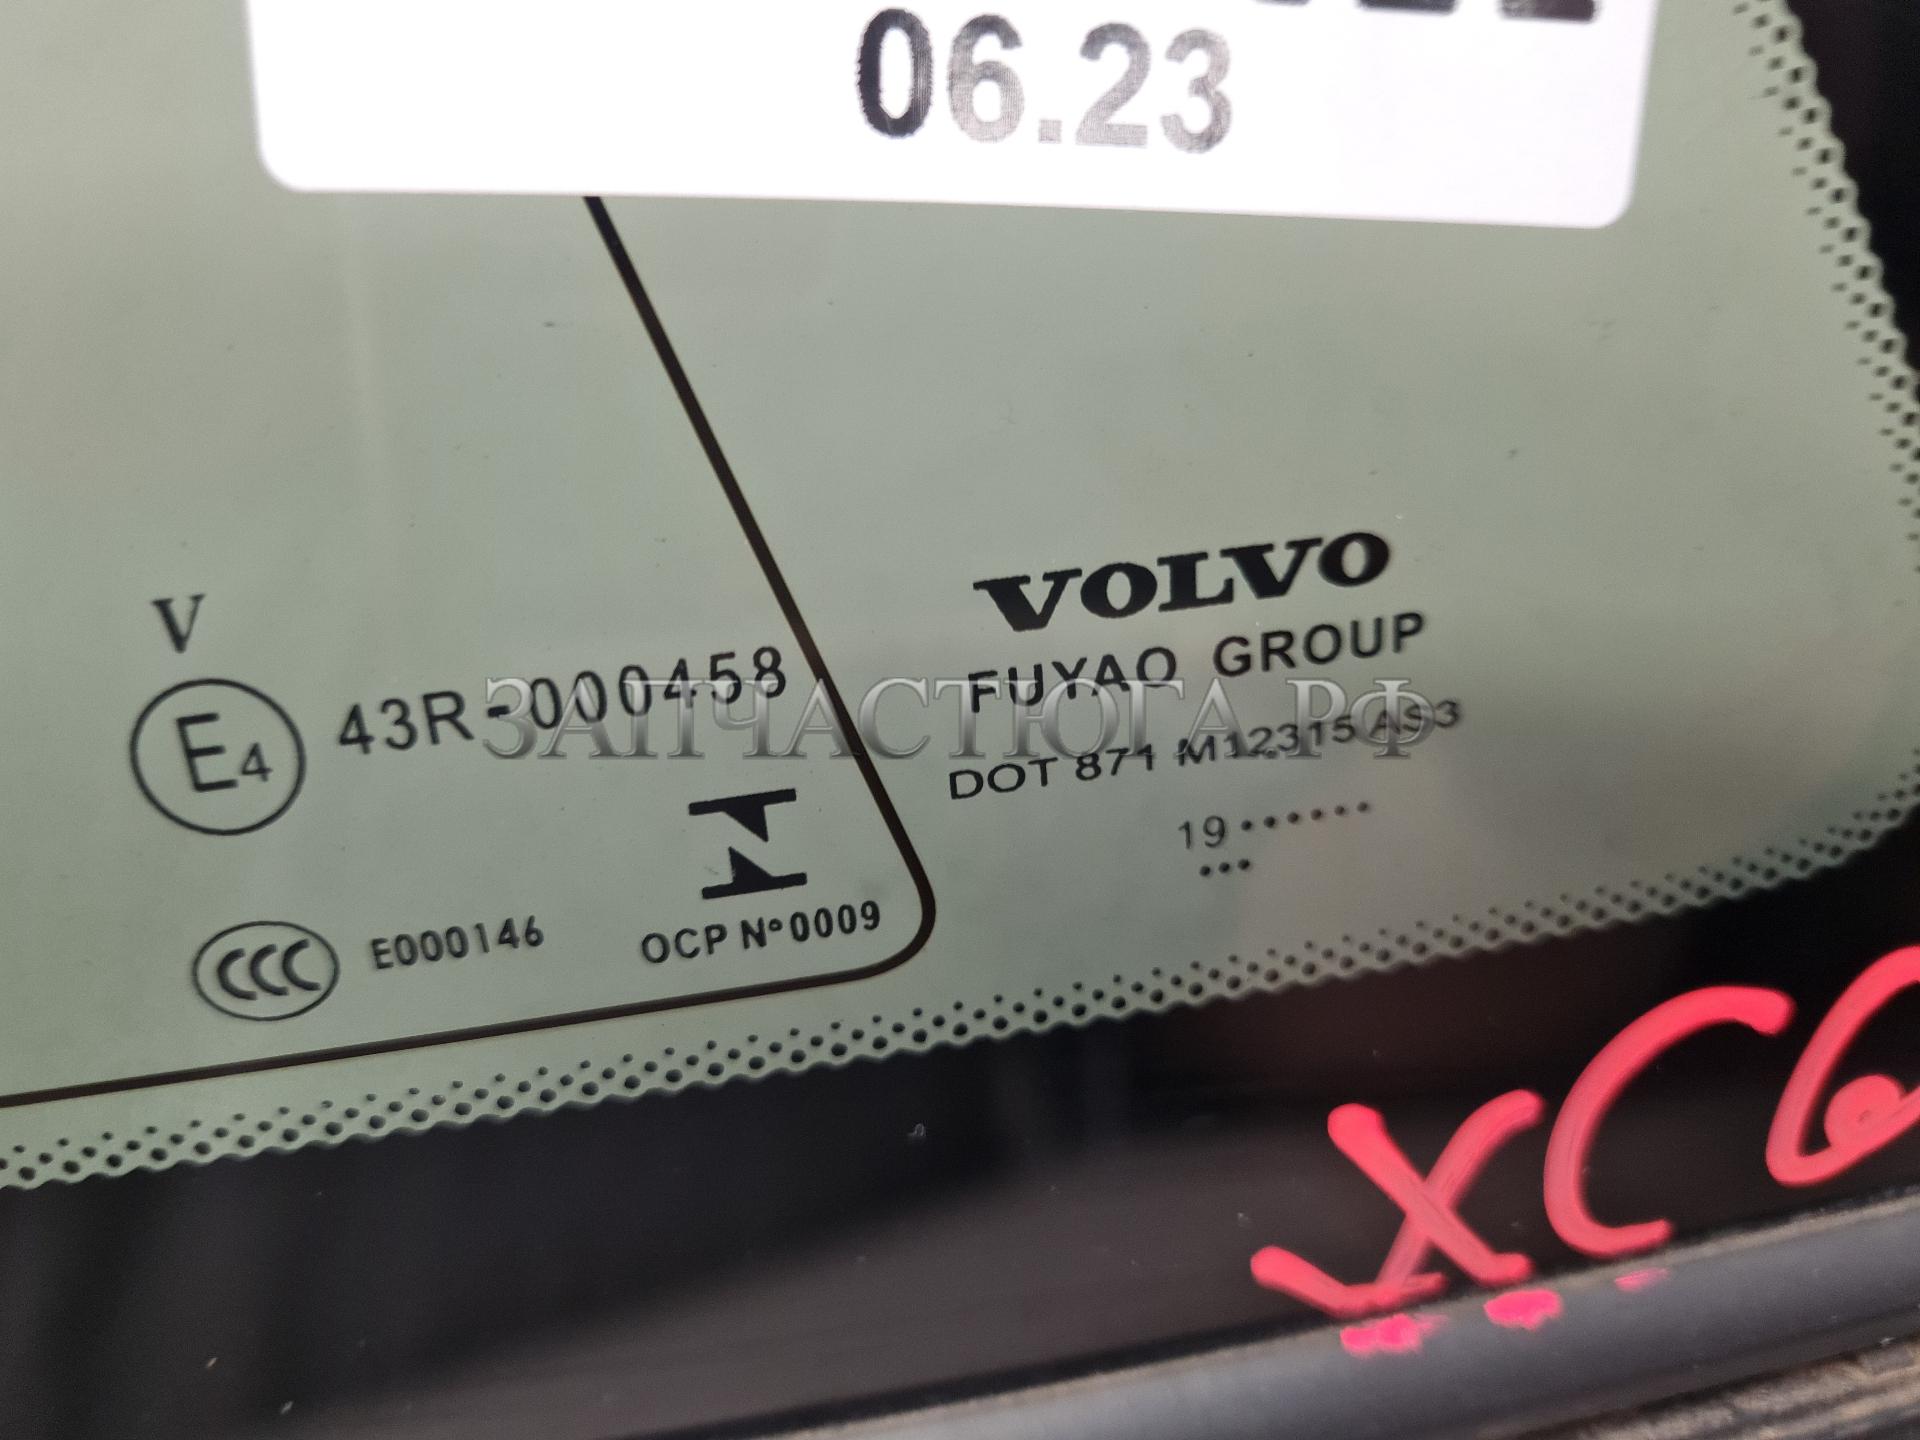 06.23
VOLVO
FUYAO GROUP
DOT 871 M12315 AS3
19 ••••••
•••
V
E4 43R-000458
CCC E000146
OCP Nº 0009
ЗАПЧАСТЮГА.РФ
XC6